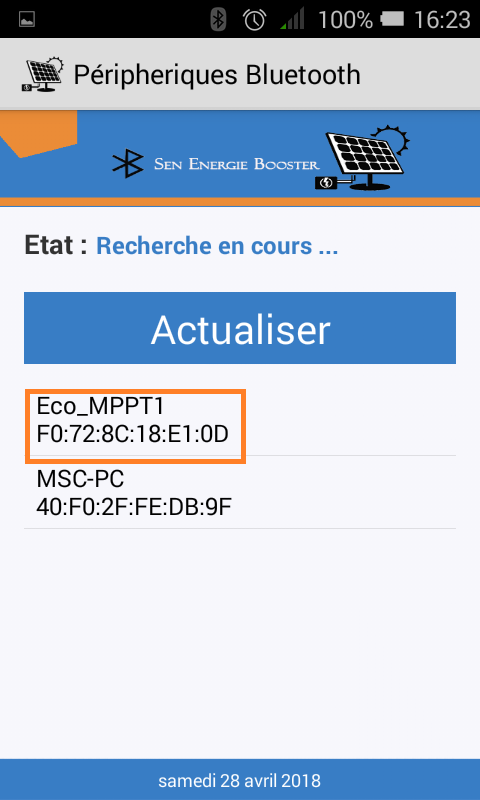 100% 16:23
Péripheriques Bluetooth
Sen Energie Booster
Etat : Recherche en cours ...
Actualiser
Eco_MPPT1
F0:72:8C:18:E1:0D
MSC-PC
40:F0:2F:FE:DB:9F
samedi 28 avril 2018